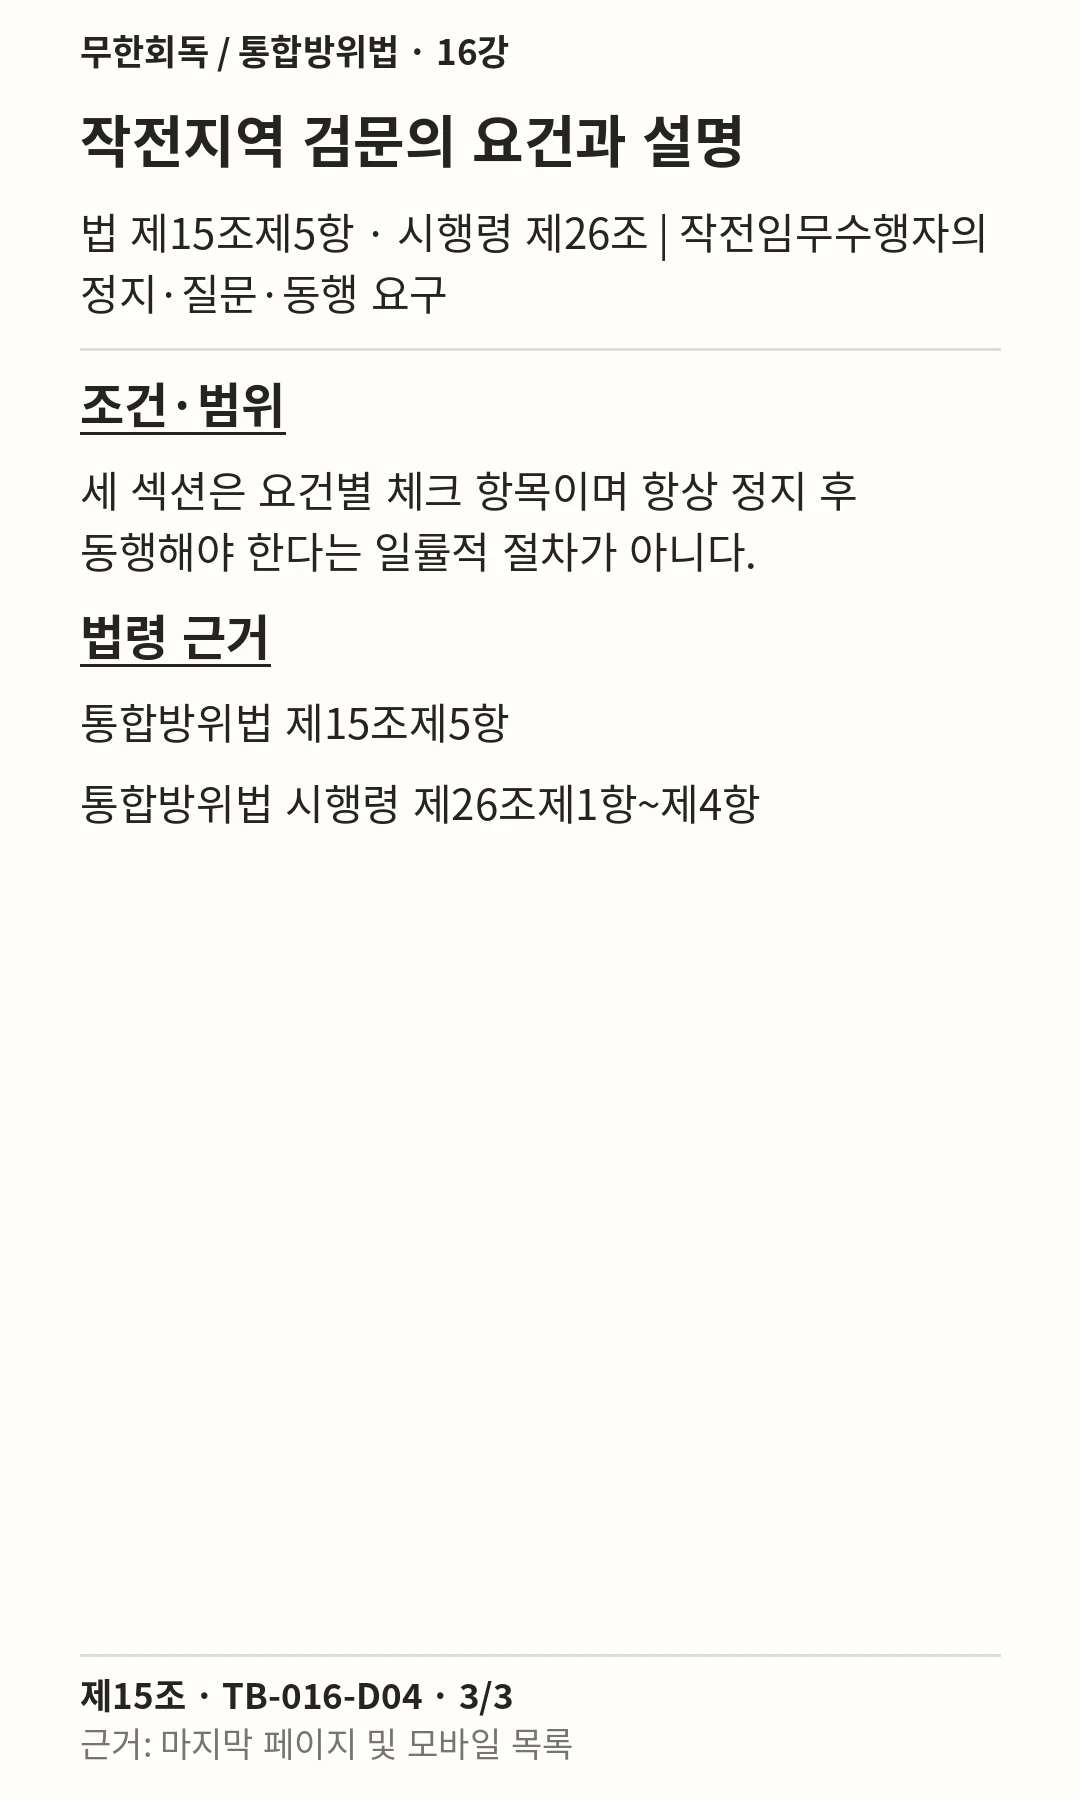 무한회독 / 통합방위법 · 16강
작전지역 검문의 요건과 설명
법 제15조제5항 · 시행령 제26조 | 작전임무수행자의
정지·질문·동행 요구
조건·범위
세 섹션은 요건별 체크 항목이며 항상 정지 후
동행해야 한다는 일률적 절차가 아니다.
법령 근거
통합방위법 제15조제5항
통합방위법 시행령 제26조제1항~제4항
제15조 · TB-016-D04 · 3/3
근거: 마지막 페이지 및 모바일 목록